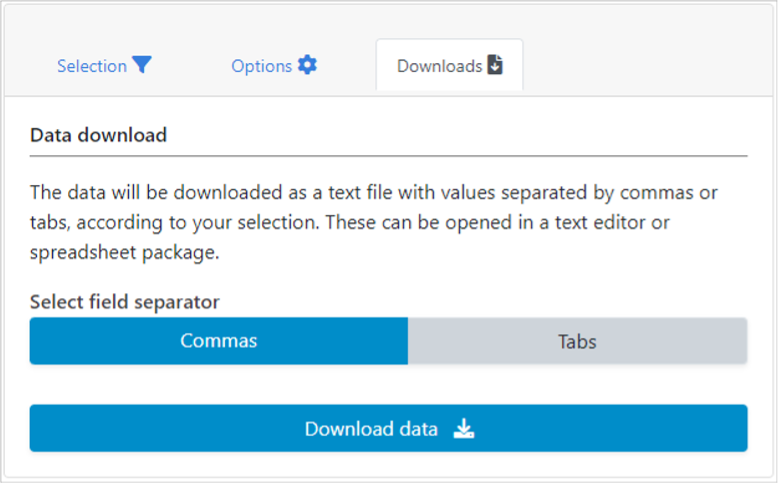 Selection
Options
Downloads
Data download
The data will be downloaded as a text file with values separated by commas or
tabs, according to your selection. These can be opened in a text editor or
spreadsheet package.
Select field separator
Commas
Tabs
Download data